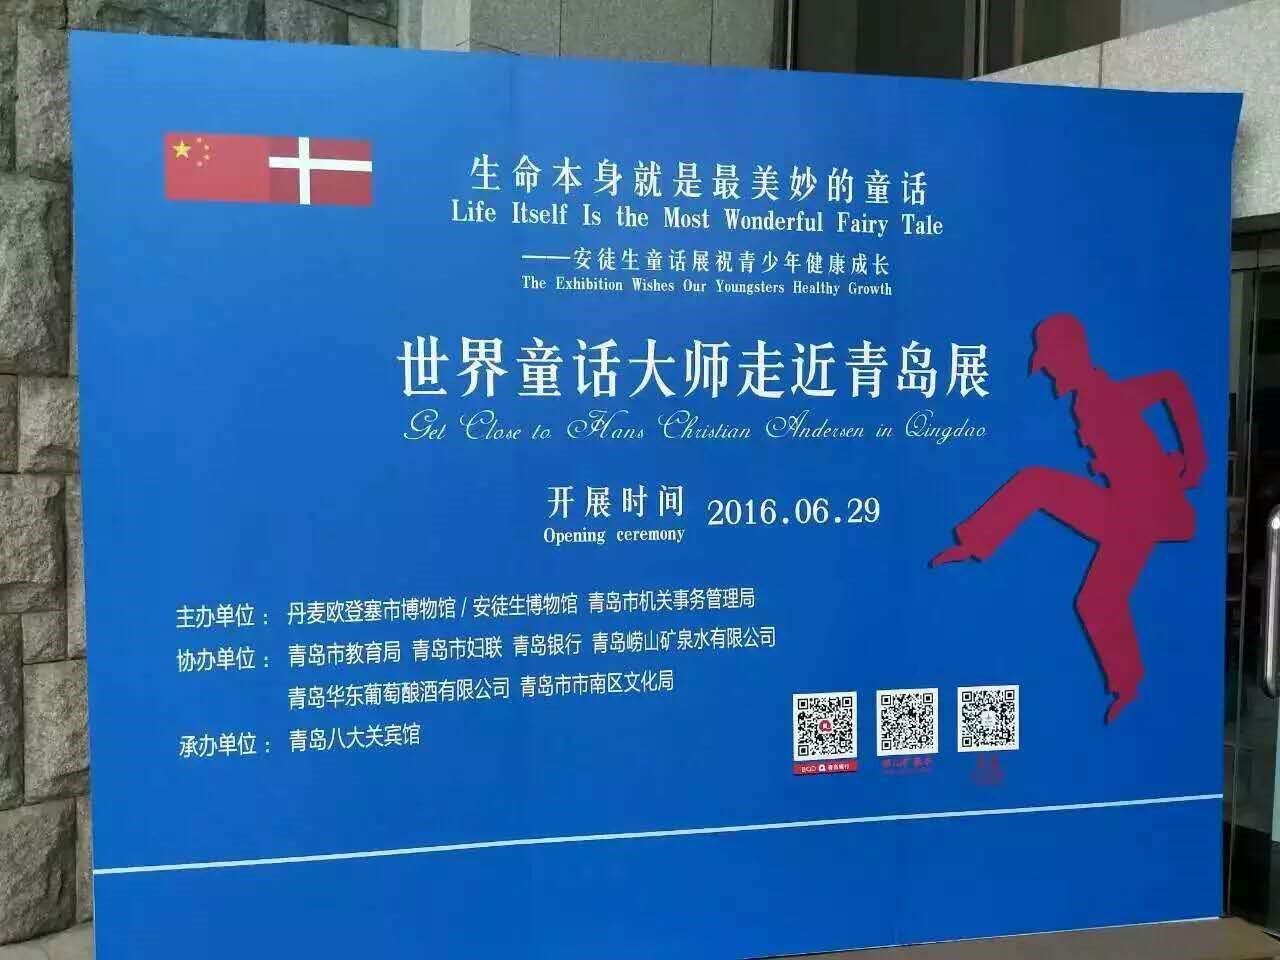 生命本身就是最美妙的童话
Life Itself Is the Most Wonderful Fairy Tale
——安徒生童话展祝青少年健康成长
The Exhibition Wishes Our Youngsters Healthy Growth
世界童话大师走近青岛展
Get Close to Hans Christian Andersen in Qingdao
开展时间 2016.06.29
Opening ceremony
主办单位： 丹麦欧登塞市博物馆 / 安徒生博物馆 青岛市机关事务管理局
协办单位： 青岛市教育局 青岛市妇联 青岛银行 青岛崂山矿泉水有限公司
青岛华东葡萄酿酒有限公司 青岛市市南区文化局
承办单位： 青岛八大关宾馆
BQD 青岛银行